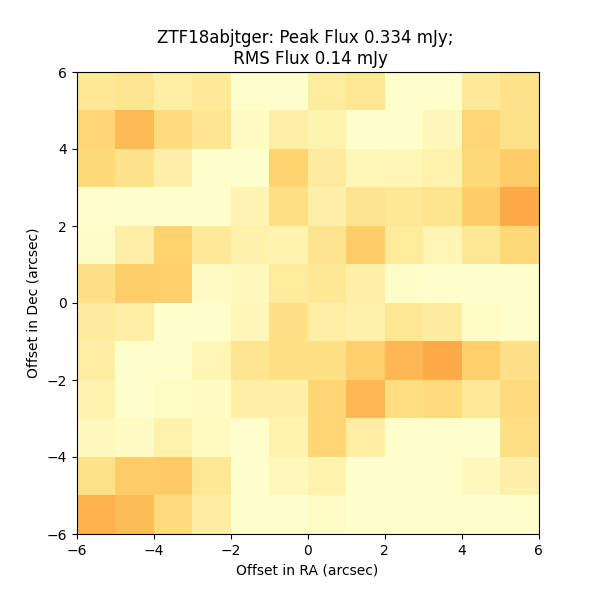 ZTF18abjtger: Peak Flux 0.334 mJy;
RMS Flux 0.14 mJy
6
4
2
0
−2
−4
−6
Offset in Dec (arcsec)
−6 −4 −2 0 2 4 6
Offset in RA (arcsec)